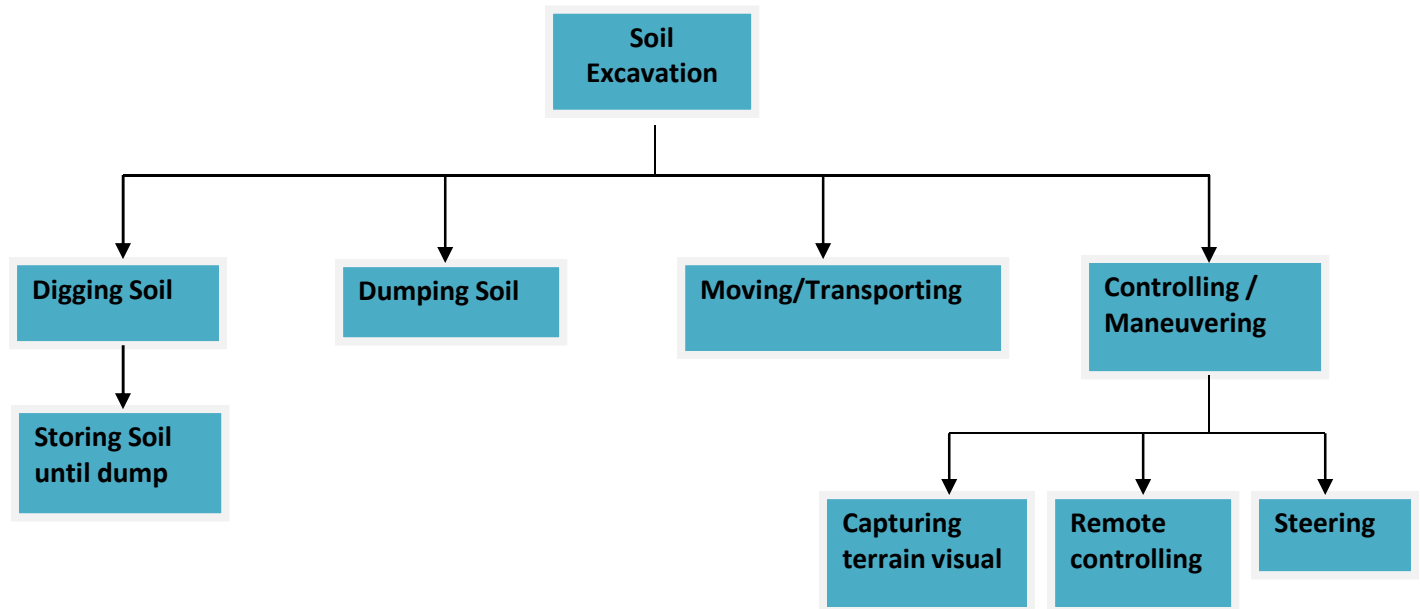 Soil
Excavation
Digging Soil
Dumping Soil
Moving/Transporting
Controlling /
Maneuvering
Storing Soil
until dump
Capturing
terrain visual
Remote
controlling
Steering